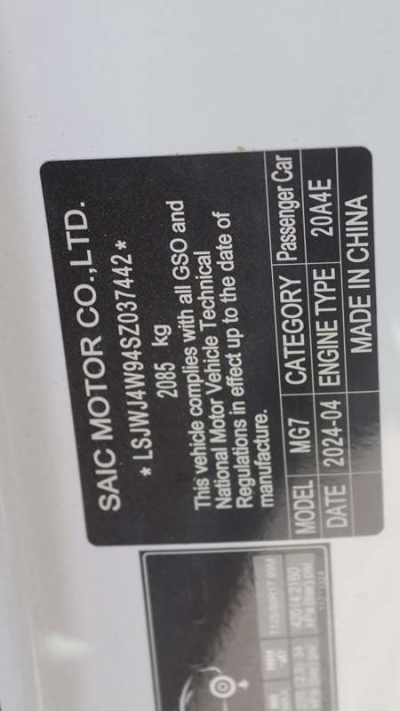 SAIC MOTOR CO.,LTD.
* LSJWJ4W94SZ037442 *
2085 kg
This vehicle complies with all GSO and
National Motor Vehicle Technical
Regulations in effect up to the date of
manufacture.
MODEL MG7 CATEGORY Passenger Car
DATE 2024-04 ENGINE TYPE 20A4E
MADE IN CHINA